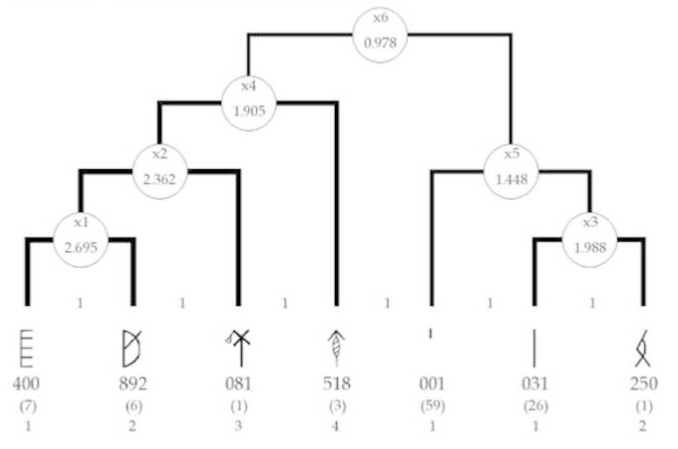 x6
0.978
x4
1.905
x2
2.362
x5
1.448
x1
2.695
x3
1.988
1 1 1 1 1 1
400 892 081 518 001 031 250
(7) (6) (1) (3) (59) (26) (1)
1 2 3 4 1 1 2